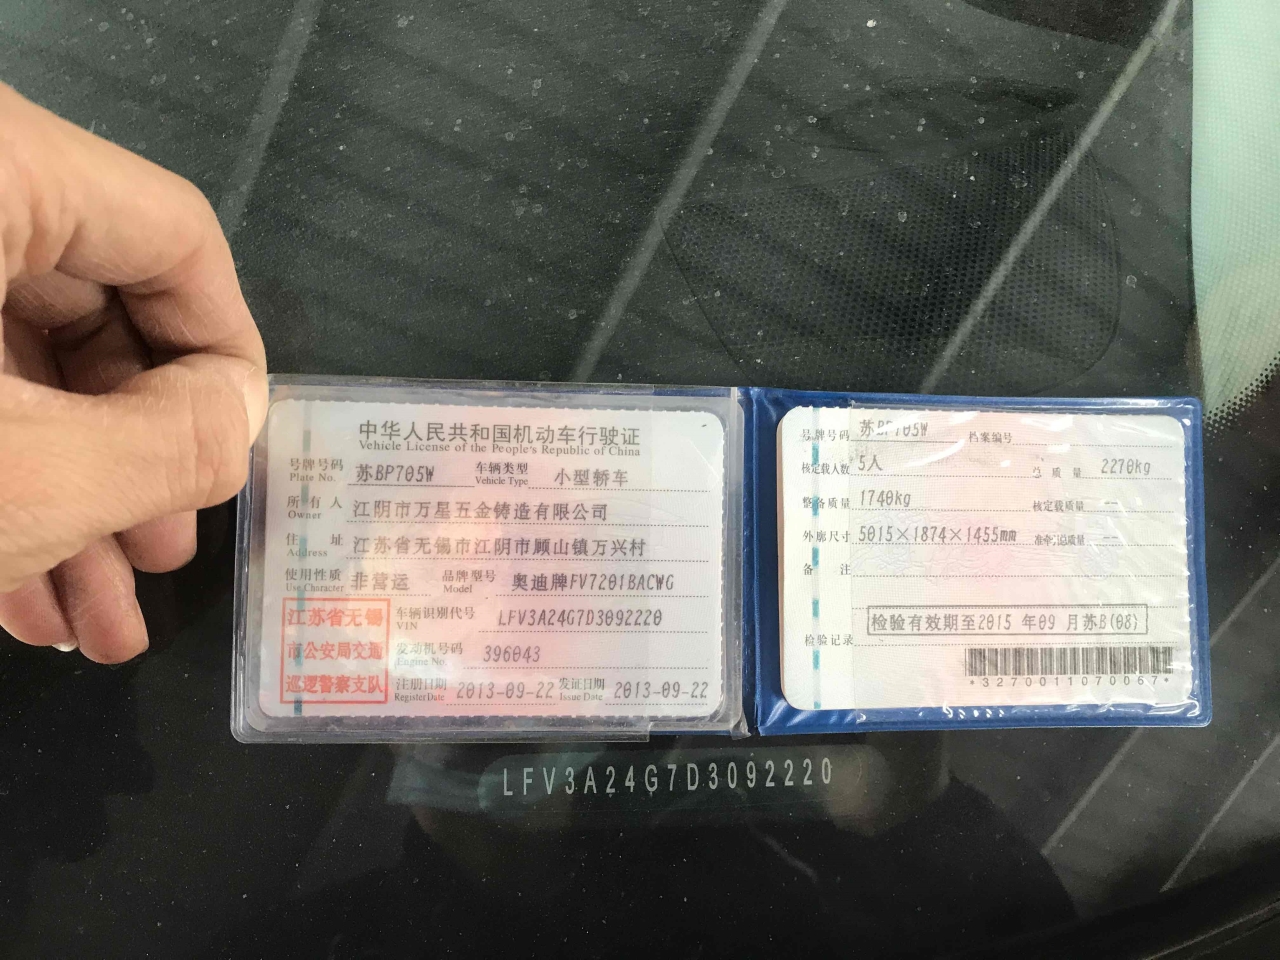 中华人民共和国机动车行驶证
Vehicle License of the People's Republic of China
号牌号码 苏BP705W 车辆类型 小型轿车
Plate No. Vehicle Type
所有人 江阴市万星五金铸造有限公司
Owner
住址 江苏省无锡市江阴市顾山镇万兴村
Address
使用性质 非营运 品牌型号 奥迪牌FV7201BACWG
Use Character Model
江苏省无锡
市公安局交通
巡逻警察支队
车辆识别代号 LFV3A24G7D3092220
VIN
发动机号码 396043
Engine No.
注册日期 2013-09-22 发证日期 2013-09-22
Register Date Issue Date
号牌号码 苏BP705W 档案编号
核定载人数 5人 总质量 2270kg
整备质量 1740kg 核定载质量 --
外廓尺寸 5015×1874×1455mm 准牵引总质量 --
备注
检验有效期至2015 年09 月苏B(08)
检验记录
*3270011070067*
LFV3A24G7D3092220